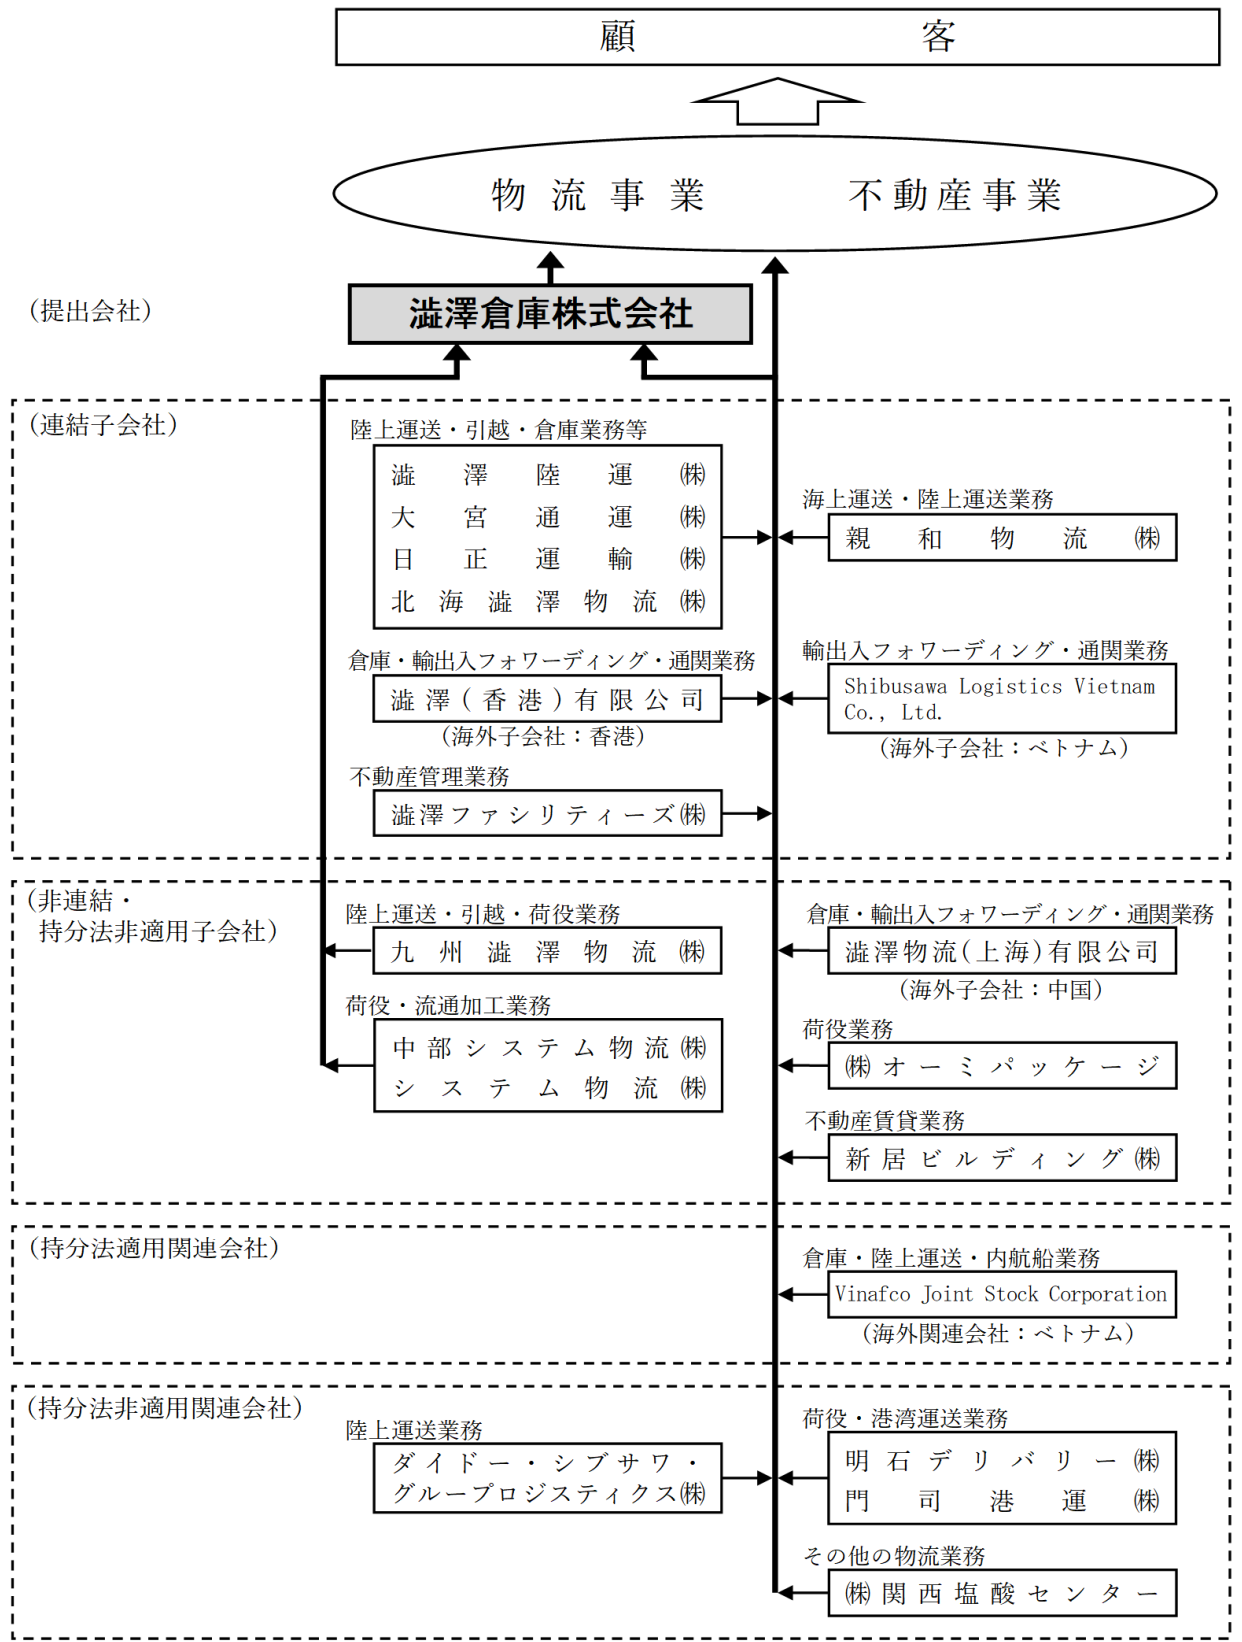 顧客
物流事業 不動産事業
(提出会社)
澁澤倉庫株式会社
(連結子会社)
陸上運送・引越・倉庫業務等
澁澤陸運㈱
大宮通運㈱
日正運輸㈱
北海澁澤物流㈱
海上運送・陸上運送業務
親和物流㈱
倉庫・輸出入フォワーディング・通関業務
澁澤(香港)有限公司
(海外子会社:香港)
輸出入フォワーディング・通関業務
Shibusawa Logistics Vietnam
Co., Ltd.
(海外子会社:ベトナム)
不動産管理業務
澁澤ファシリティーズ㈱
(非連結・
持分法非適用子会社)
陸上運送・引越・荷役業務
九州澁澤物流㈱
倉庫・輸出入フォワーディング・通関業務
澁澤物流(上海)有限公司
(海外子会社:中国)
荷役・流通加工業務
中部システム物流㈱
システム物流㈱
荷役業務
㈱オーミパッケージ
不動産賃貸業務
新居ビルディング㈱
(持分法適用関連会社)
倉庫・陸上運送・内航船業務
Vinafco Joint Stock Corporation
(海外関連会社:ベトナム)
(持分法非適用関連会社)
陸上運送業務
ダイドー・シブサワ・
グループロジスティクス㈱
荷役・港湾運送業務
明石デリバリー㈱
門司港運㈱
その他の物流業務
㈱関西塩酸センター